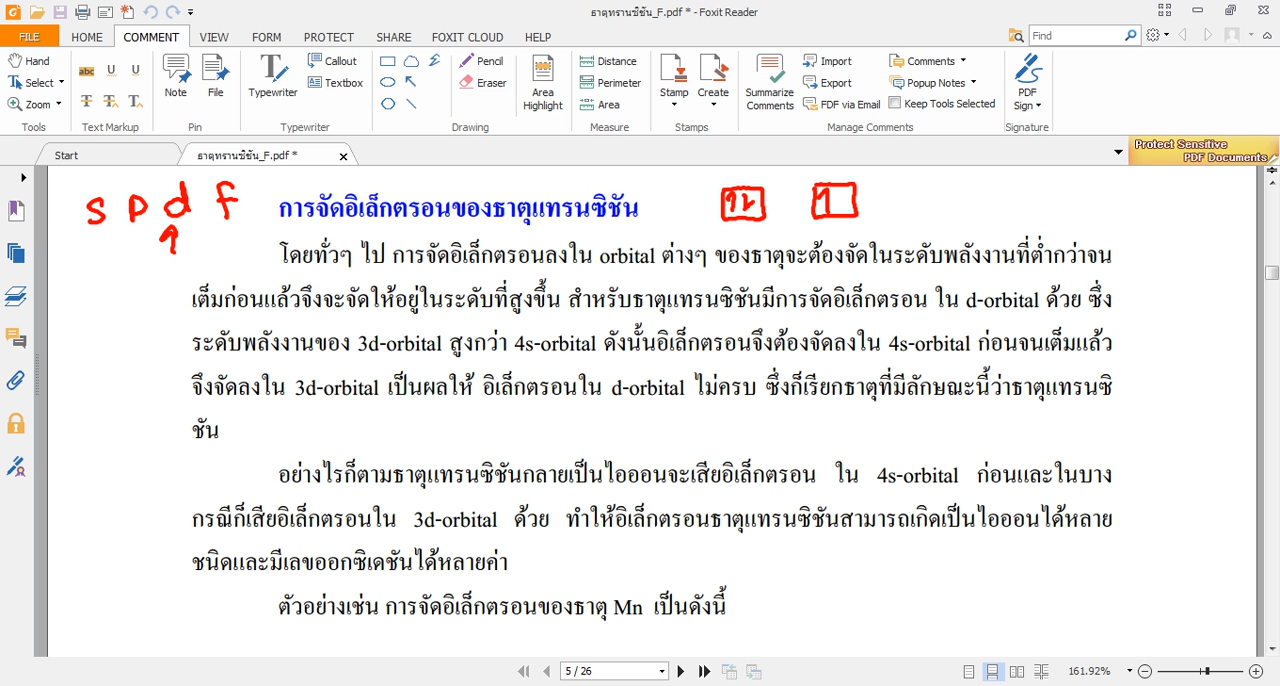 ธาตุทรานซิชัน_F.pdf * - Foxit Reader
FILE HOME COMMENT VIEW FORM PROTECT SHARE FOXIT CLOUD HELP
Find
Hand
Select
Zoom
Tools
abc U U
T T T
Text Markup
Note File
Pin
Typewriter
Callout
Textbox
Typewriter
Pencil
Eraser
Area Highlight
Drawing
Distance
Perimeter
Area
Measure
Stamp Create
Stamps
Summarize Comments
Import
Export
FDF via Email
Comments
Popup Notes
Keep Tools Selected
Manage Comments
PDF Sign
Signature
Start
ธาตุทรานซิชัน_F.pdf *
Protect Sensitive
PDF Documents
S P d F
การจัดอิเล็กตรอนของธาตุแทรนซิชัน
โดยทั่วๆ ไป การจัดอิเล็กตรอนลงใน orbital ต่างๆ ของธาตุจะต้องจัดในระดับพลังงานที่ต่ำกว่าจน
เต็มก่อนแล้วจึงจะจัดให้อยู่ในระดับที่สูงขึ้น สำหรับธาตุแทรนซิชันมีการจัดอิเล็กตรอน ใน d-orbital ด้วย ซึ่ง
ระดับพลังงานของ 3d-orbital สูงกว่า 4s-orbital ดังนั้นอิเล็กตรอนจึงต้องจัดลงใน 4s-orbital ก่อนจนเต็มแล้ว
จึงจัดลงใน 3d-orbital เป็นผลให้ อิเล็กตรอนใน d-orbital ไม่ครบ ซึ่งก็เรียกธาตุที่มีลักษณะนี้ว่าธาตุแทรนซิ
ชัน
อย่างไรก็ตามธาตุแทรนซิชันกลายเป็นไอออนจะเสียอิเล็กตรอน ใน 4s-orbital ก่อนและในบาง
กรณีก็เสียอิเล็กตรอนใน 3d-orbital ด้วย ทำให้อิเล็กตรอนธาตุแทรนซิชันสามารถเกิดเป็นไอออนได้หลาย
ชนิดและมีเลขออกซิเดชันได้หลายค่า
ตัวอย่างเช่น การจัดอิเล็กตรอนของธาตุ Mn เป็นดังนี้
5 / 26
161.92%